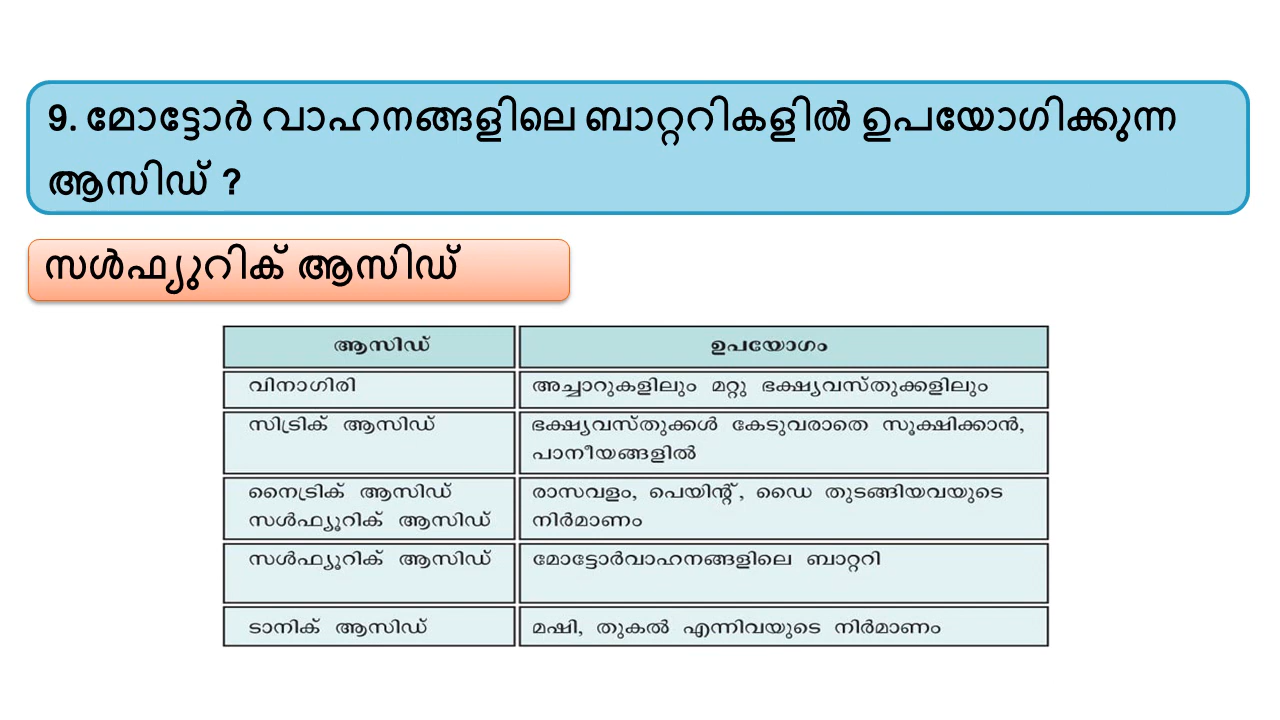 9. മോട്ടോർ വാഹനങ്ങളിലെ ബാറ്ററികളിൽ ഉപയോഗിക്കുന്ന
ആസിഡ് ?
സൾഫ്യുറിക് ആസിഡ്
ആസിഡ് ഉപയോഗം
വിനാഗിരി അച്ചാറുകളിലും മറ്റു ഭക്ഷ്യവസ്തുക്കളിലും
സിട്രിക് ആസിഡ് ഭക്ഷ്യവസ്തുക്കൾ കേടുവരാതെ സൂക്ഷിക്കാൻ,
പാനീയങ്ങളിൽ
നൈട്രിക് ആസിഡ് രാസവളം, പെയിന്റ്, ഡൈ തുടങ്ങിയവയുടെ
സൾഫ്യൂറിക് ആസിഡ് നിർമാണം
സൾഫ്യൂറിക് ആസിഡ് മോട്ടോർവാഹനങ്ങളിലെ ബാറ്ററി
ടാനിക് ആസിഡ് മഷി, തുകൽ എന്നിവയുടെ നിർമാണം